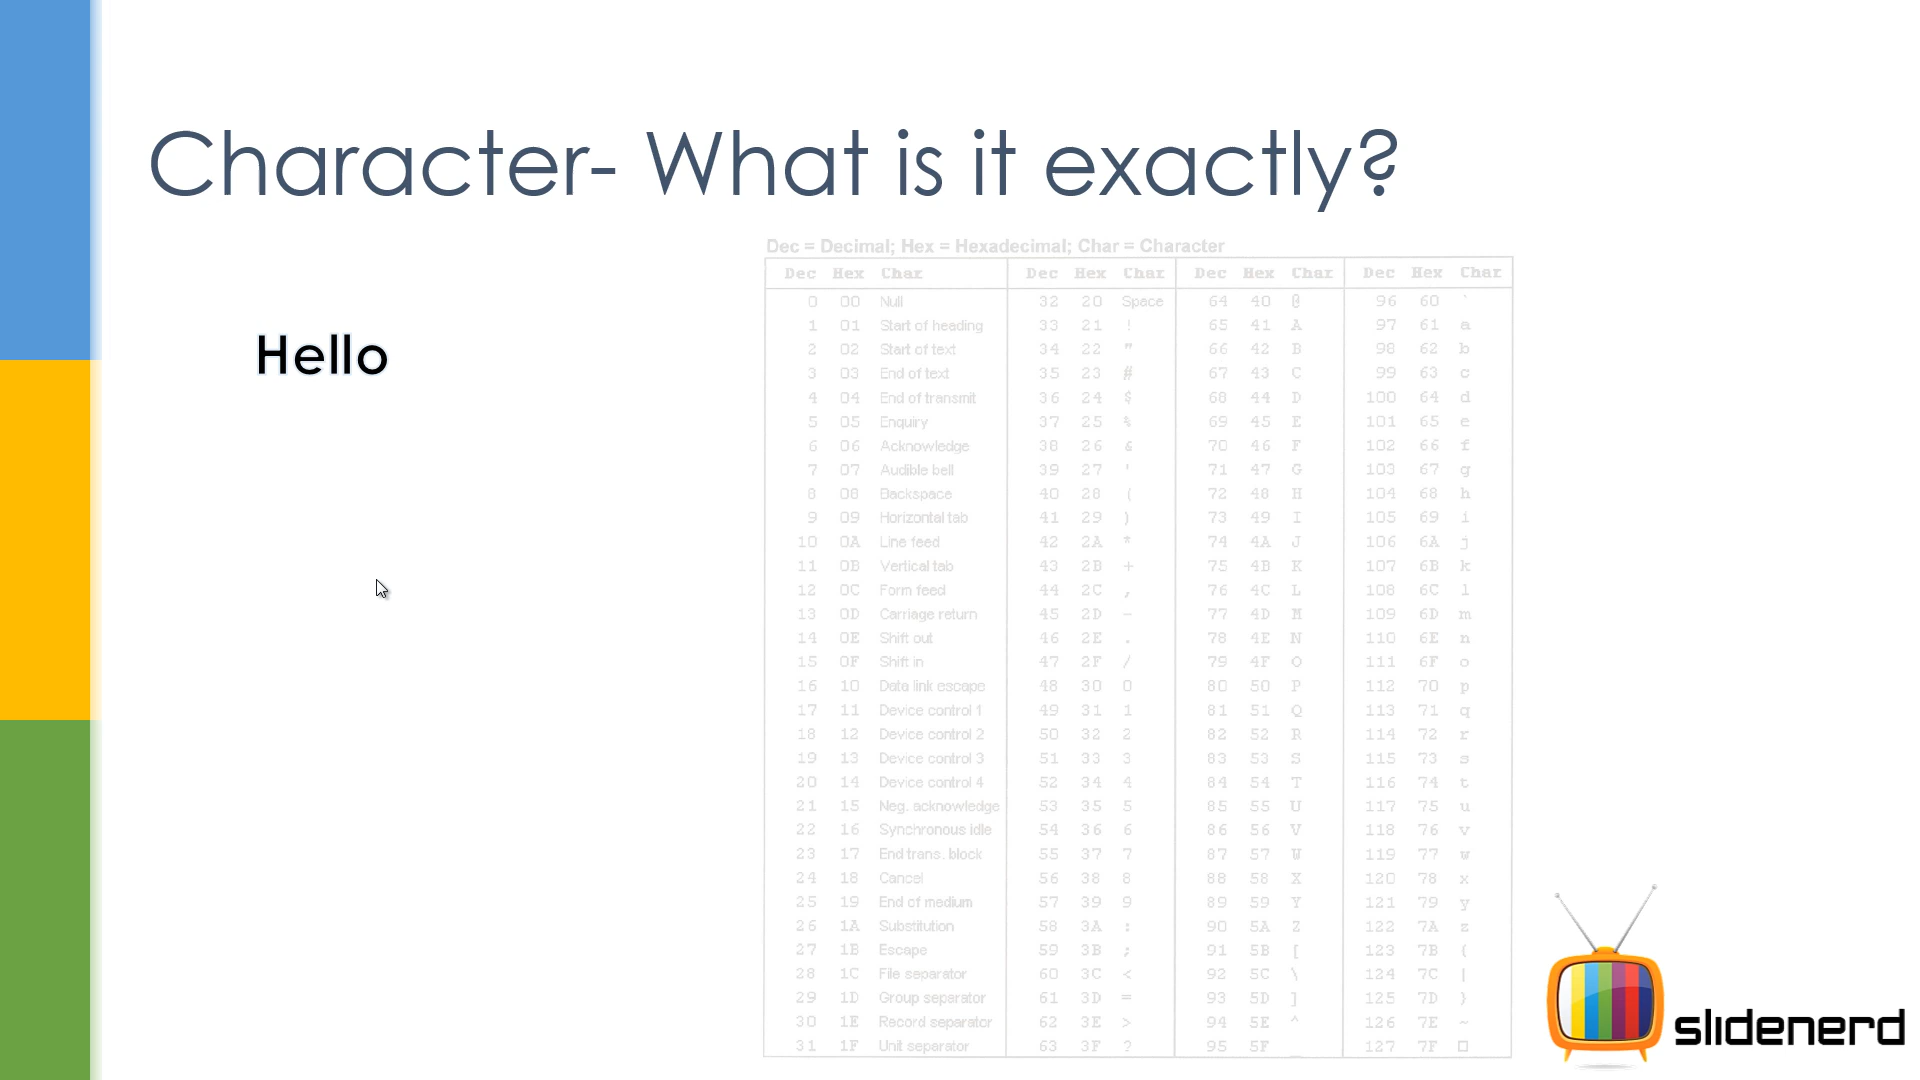 Character- What is it exactly?
Hello
Dec = Decimal; Hex = Hexadecimal; Char = Character
Dec Hex Char Dec Hex Char Dec Hex Char Dec Hex Char
0 00 Null 32 20 Space 64 40 @ 96 60 `
1 01 Start of heading 33 21 ! 65 41 A 97 61 a
2 02 Start of text 34 22 " 66 42 B 98 62 b
3 03 End of text 35 23 # 67 43 C 99 63 c
4 04 End of transmit 36 24 $ 68 44 D 100 64 d
5 05 Enquiry 37 25 % 69 45 E 101 65 e
6 06 Acknowledge 38 26 & 70 46 F 102 66 f
7 07 Audible bell 39 27 ' 71 47 G 103 67 g
8 08 Backspace 40 28 ( 72 48 H 104 68 h
9 09 Horizontal tab 41 29 ) 73 49 I 105 69 i
10 0A Line feed 42 2A * 74 4A J 106 6A j
11 0B Vertical tab 43 2B + 75 4B K 107 6B k
12 0C Form feed 44 2C , 76 4C L 108 6C l
13 0D Carriage return 45 2D – 77 4D M 109 6D m
14 0E Shift out 46 2E . 78 4E N 110 6E n
15 0F Shift in 47 2F / 79 4F O 111 6F o
16 10 Data link escape 48 30 0 80 50 P 112 70 p
17 11 Device control 1 49 31 1 81 51 Q 113 71 q
18 12 Device control 2 50 32 2 82 52 R 114 72 r
19 13 Device control 3 51 33 3 83 53 S 115 73 s
20 14 Device control 4 52 34 4 84 54 T 116 74 t
21 15 Neg. acknowledge 53 35 5 85 55 U 117 75 u
22 16 Synchronous idle 54 36 6 86 56 V 118 76 v
23 17 End trans. block 55 37 7 87 57 W 119 77 w
24 18 Cancel 56 38 8 88 58 X 120 78 x
25 19 End of medium 57 39 9 89 59 Y 121 79 y
26 1A Substitution 58 3A : 90 5A Z 122 7A z
27 1B Escape 59 3B ; 91 5B [ 123 7B {
28 1C File separator 60 3C < 92 5C \ 124 7C |
29 1D Group separator 61 3D = 93 5D ] 125 7D }
30 1E Record separator 62 3E > 94 5E ^ 126 7E ~
31 1F Unit separator 63 3F ? 95 5F _ 127 7F □
slidenerd